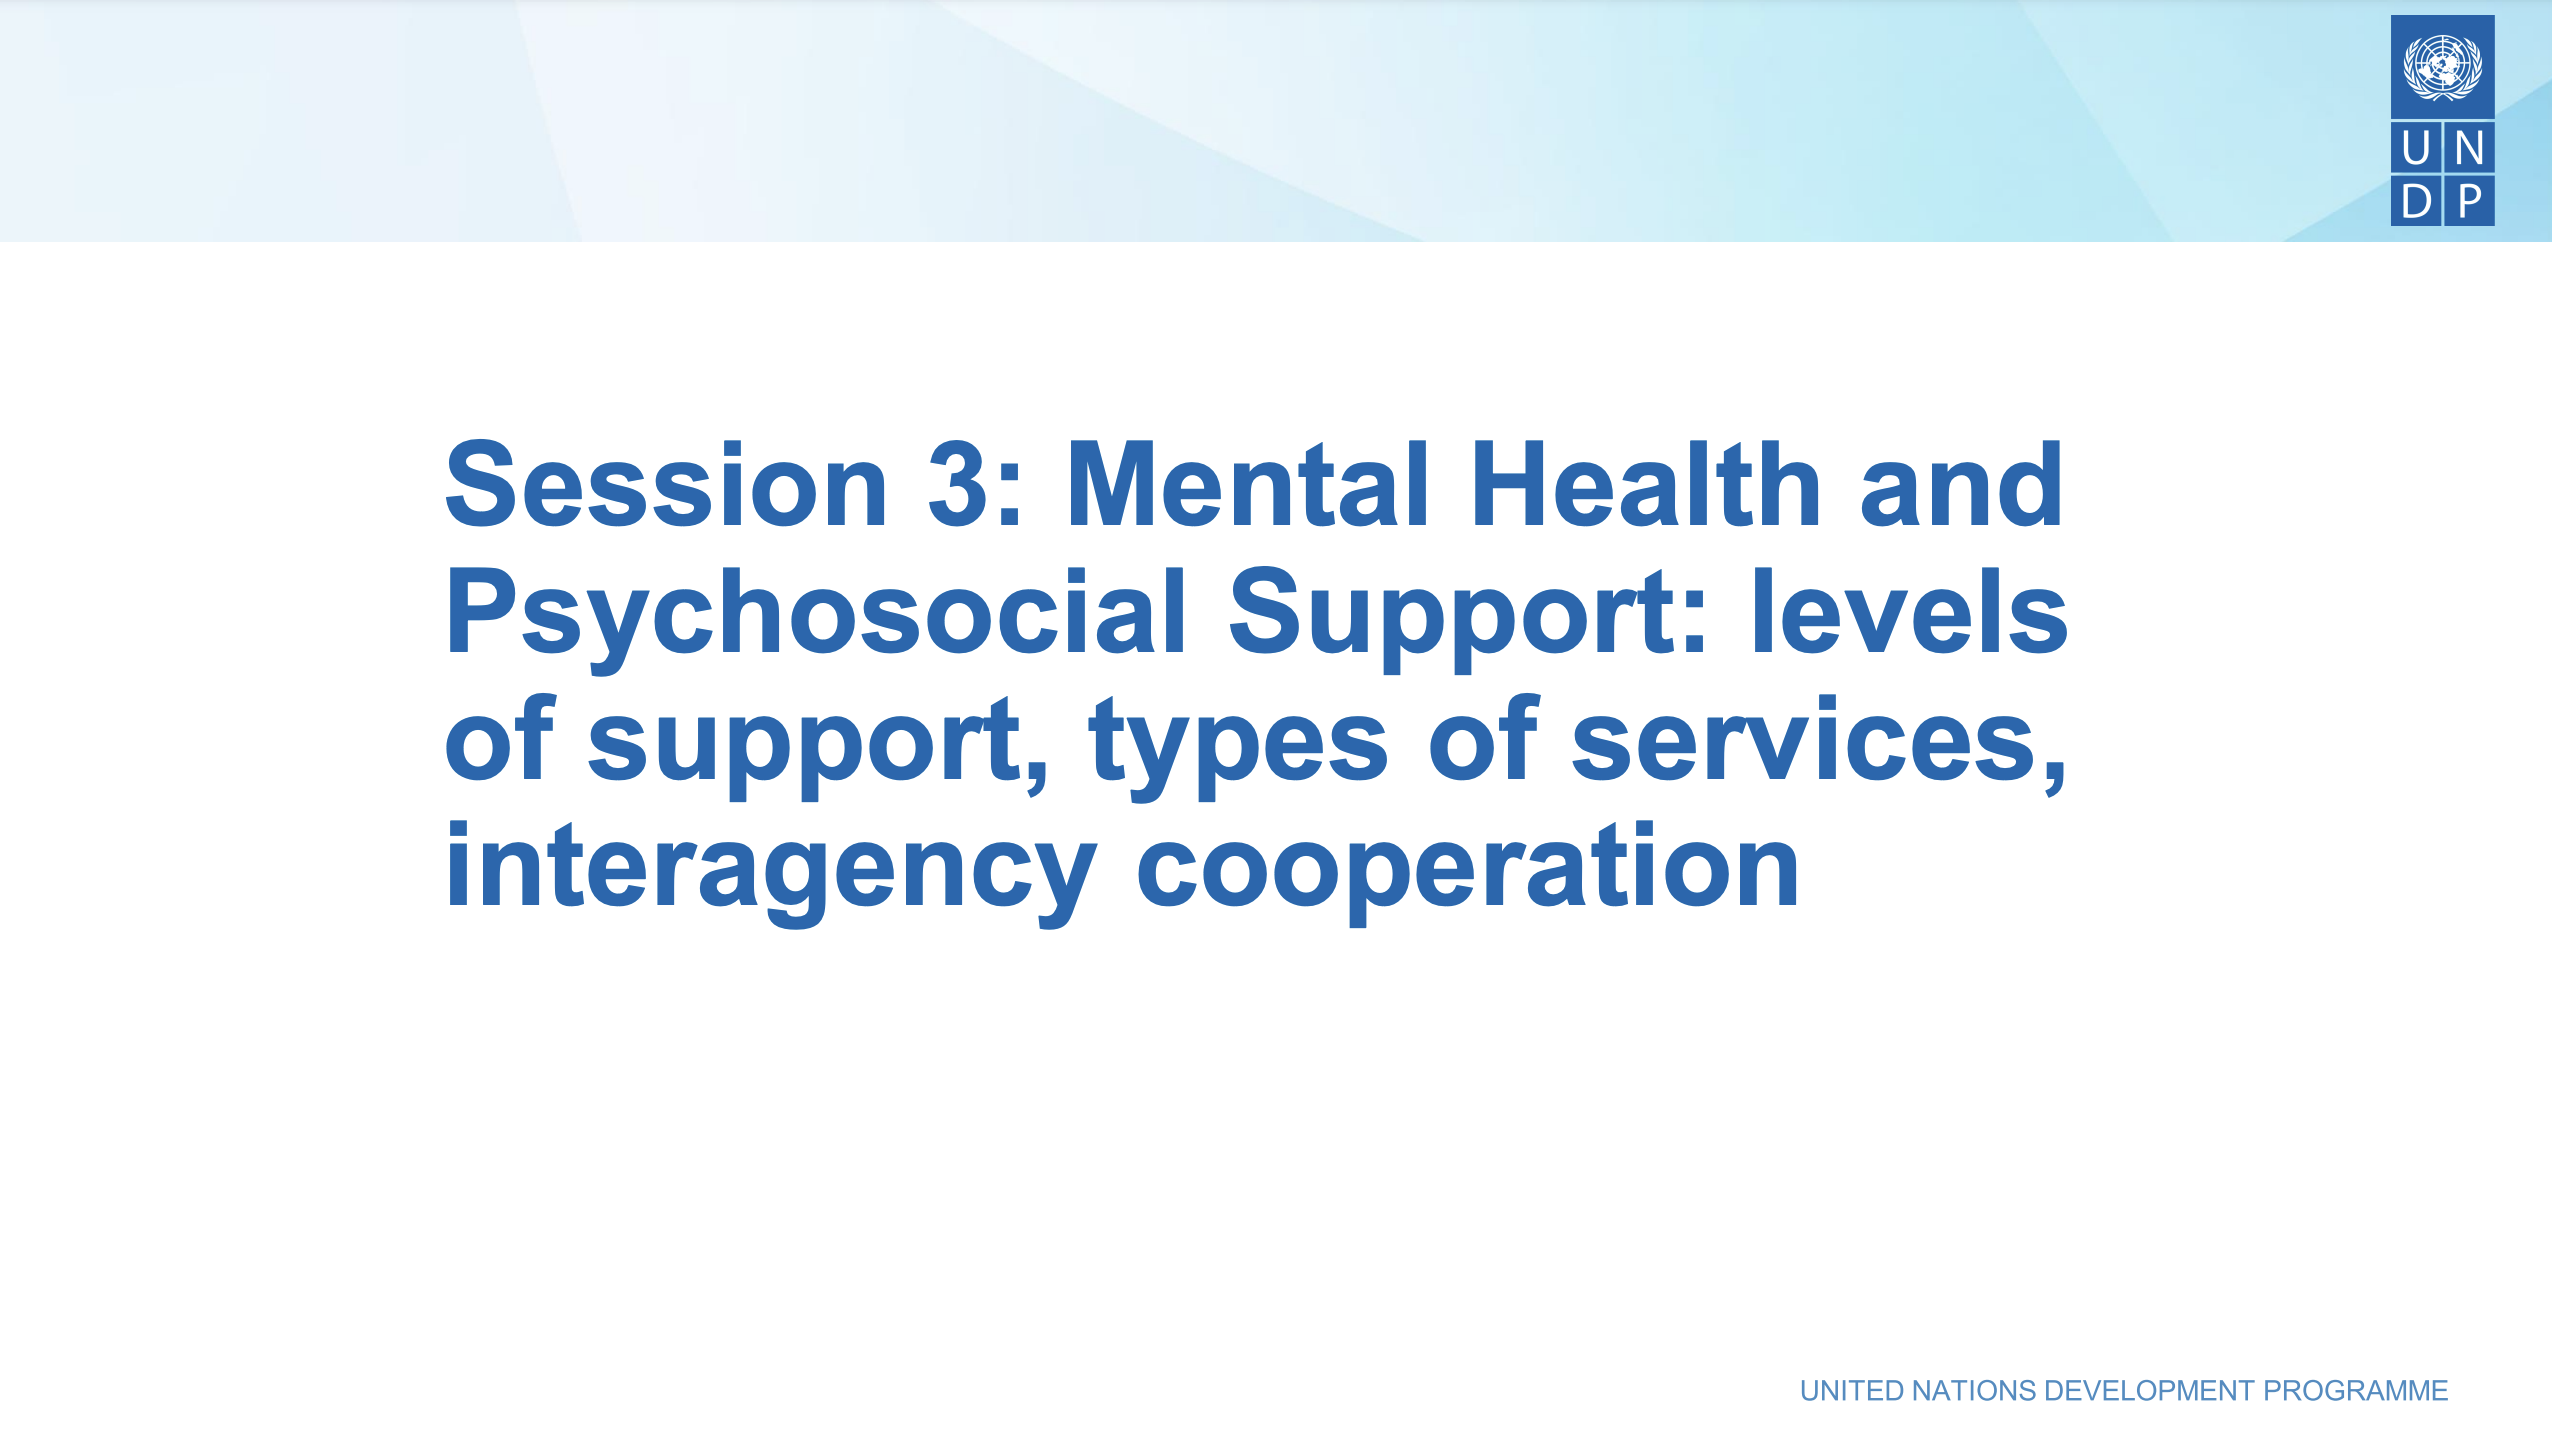 U N
D P
Session 3: Mental Health and
Psychosocial Support: levels
of support, types of services,
interagency cooperation
UNITED NATIONS DEVELOPMENT PROGRAMME